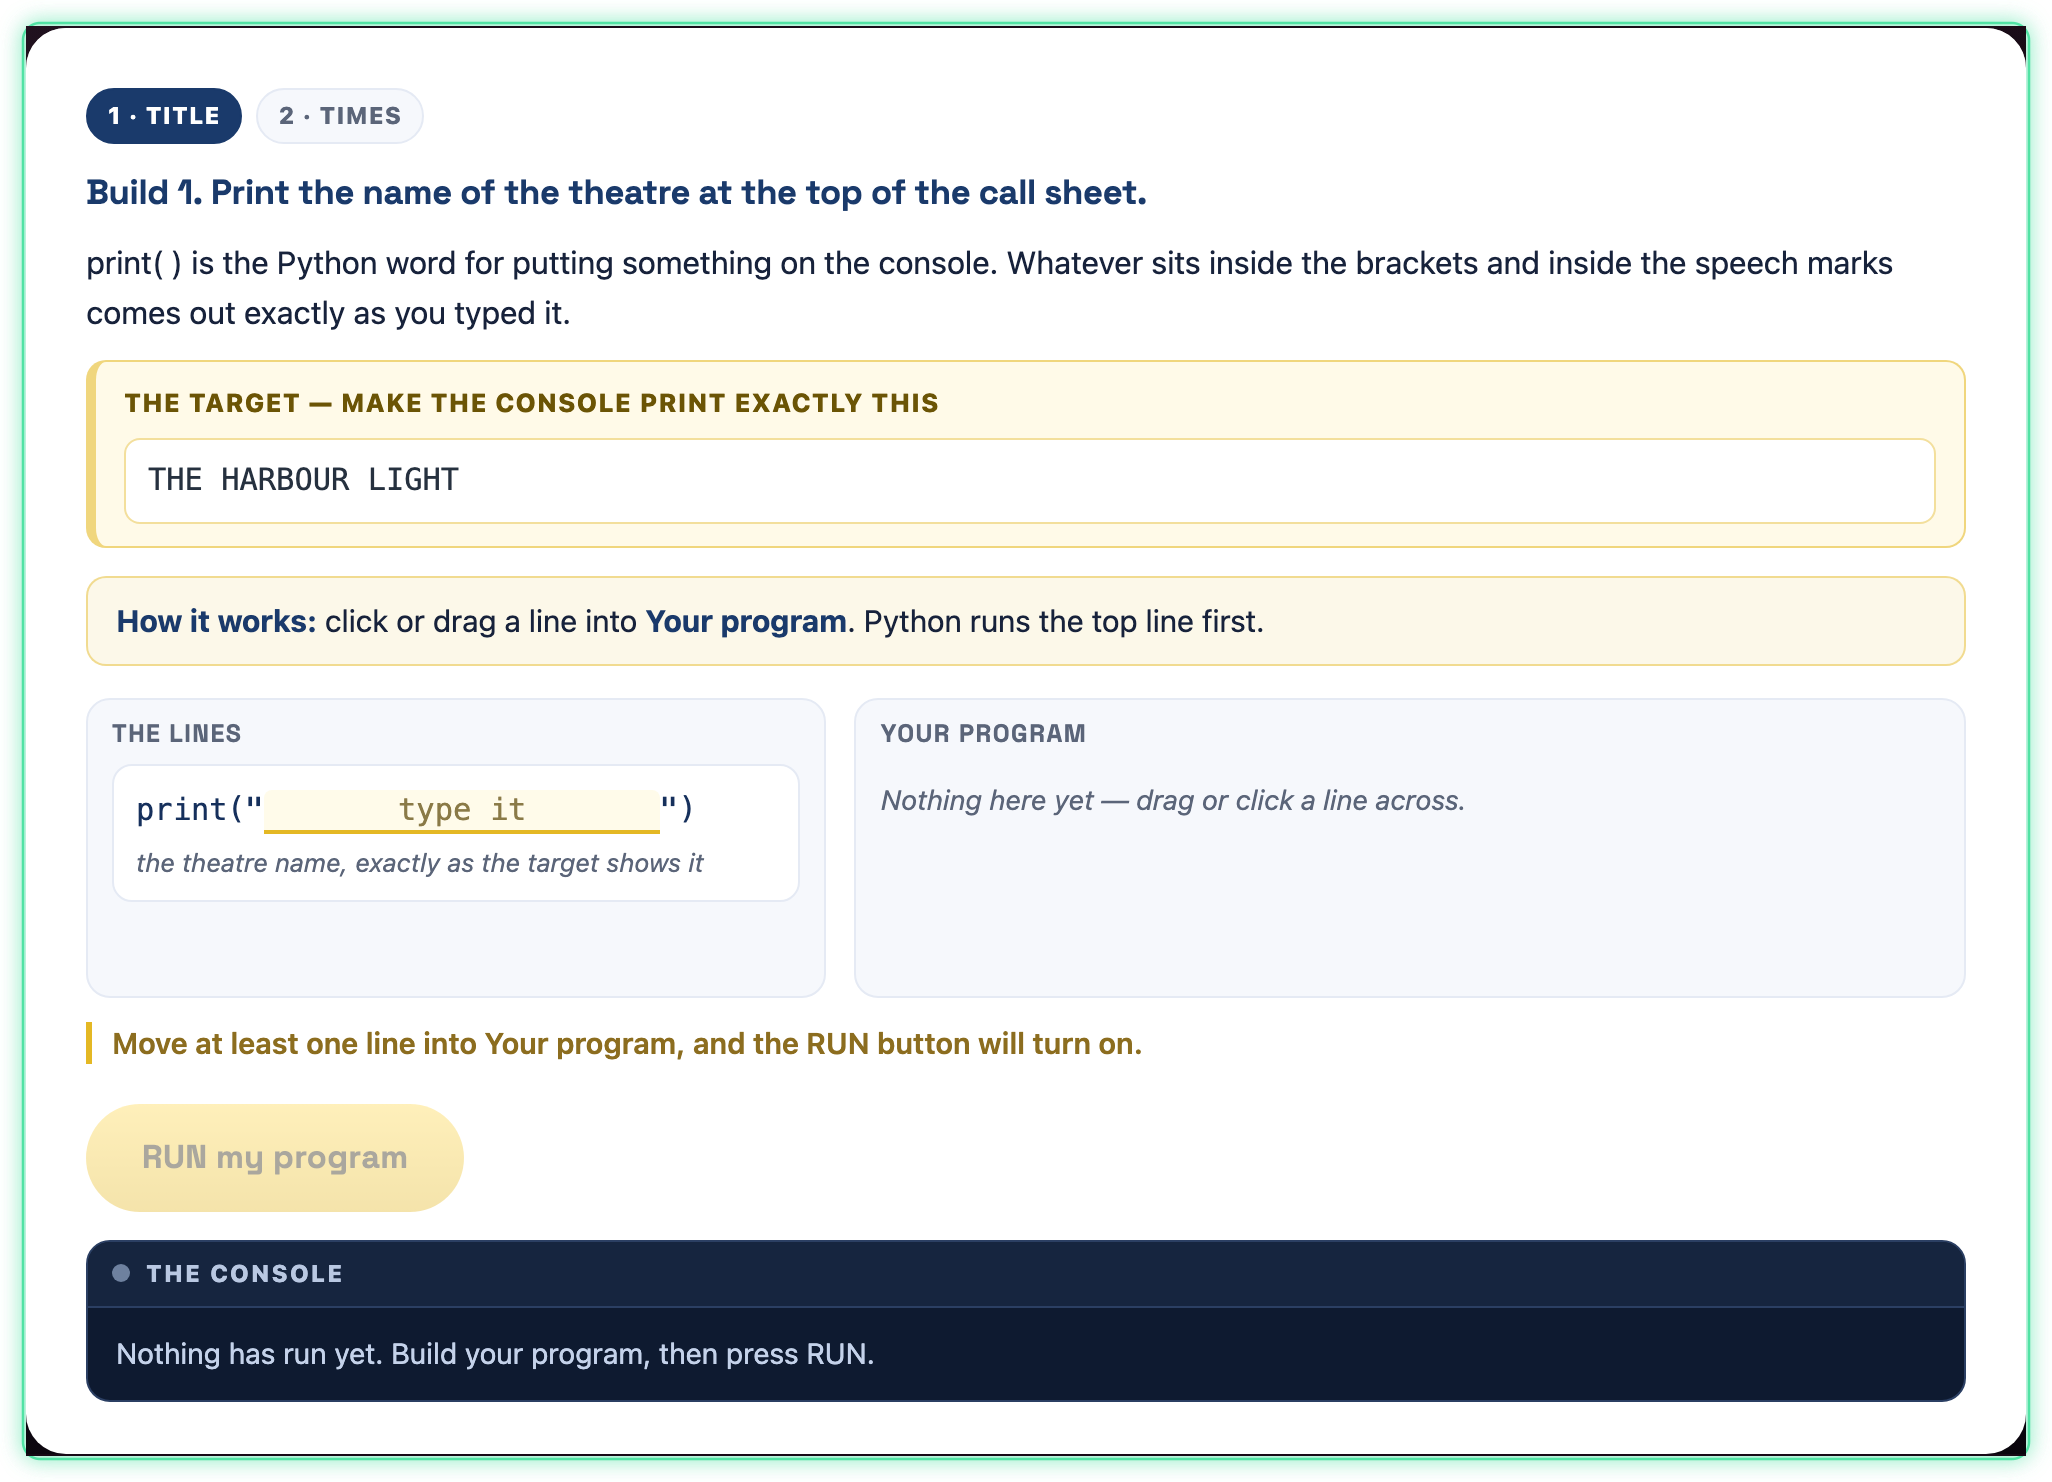 1 · TITLE
2 · TIMES
Build 1. Print the name of the theatre at the top of the call sheet.
print( ) is the Python word for putting something on the console. Whatever sits inside the brackets and inside the speech marks
comes out exactly as you typed it.
THE TARGET — MAKE THE CONSOLE PRINT EXACTLY THIS
THE HARBOUR LIGHT
How it works: click or drag a line into Your program. Python runs the top line first.
THE LINES
print("type it")
the theatre name, exactly as the target shows it
YOUR PROGRAM
Nothing here yet — drag or click a line across.
Move at least one line into Your program, and the RUN button will turn on.
RUN my program
THE CONSOLE
Nothing has run yet. Build your program, then press RUN.